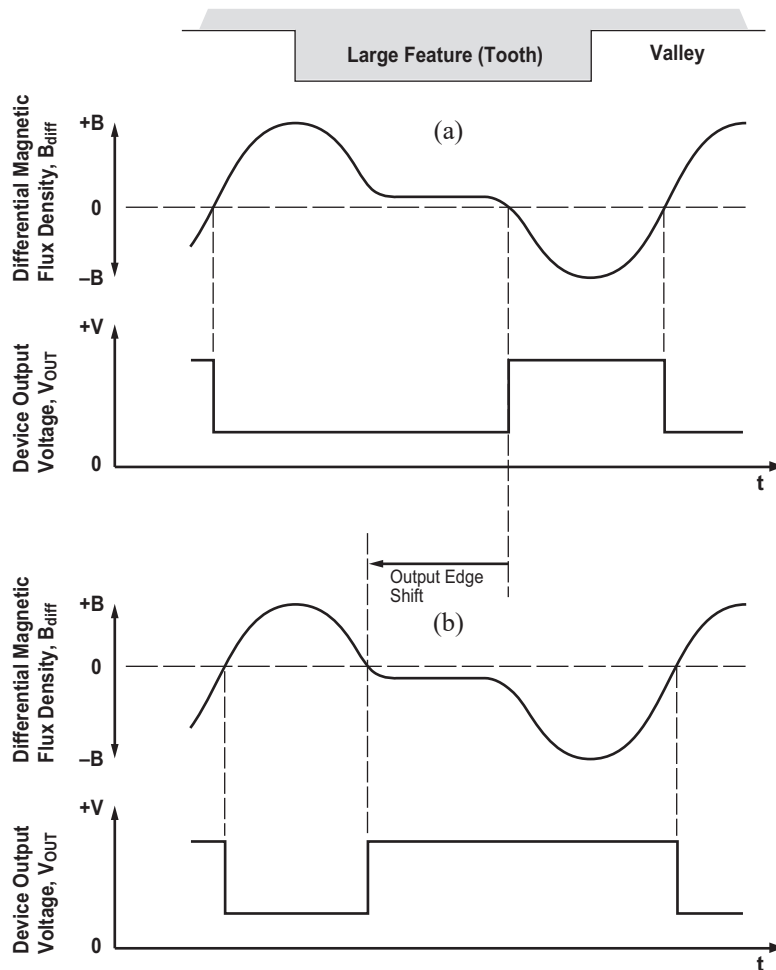 Large Feature (Tooth)
Valley
Differential Magnetic
Flux Density, Bdiff
+B
0
–B
(a)
Device Output
Voltage, VOUT
+V
0
t
Output Edge
Shift
Differential Magnetic
Flux Density, Bdiff
+B
0
–B
(b)
Device Output
Voltage, VOUT
+V
0
t